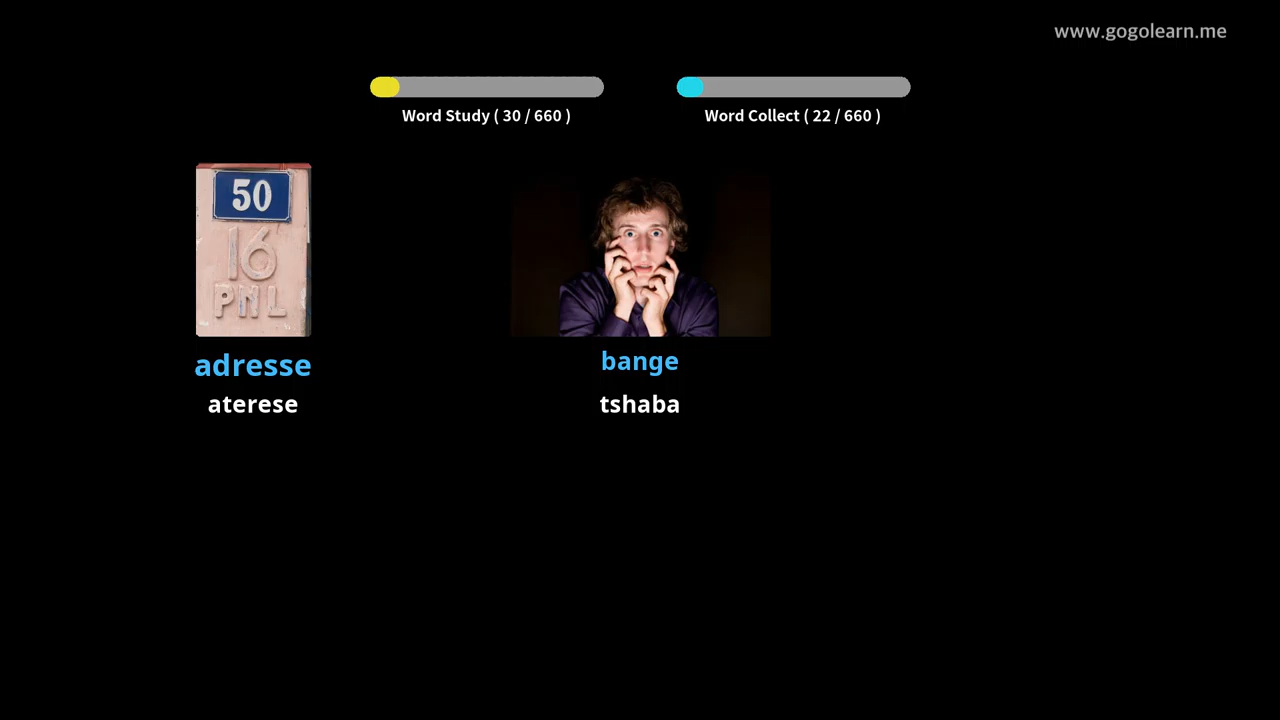 www.gogolearn.me
Word Study ( 30 / 660 )
Word Collect ( 22 / 660 )
50
16
PNL
adresse
bange
aterese
tshaba